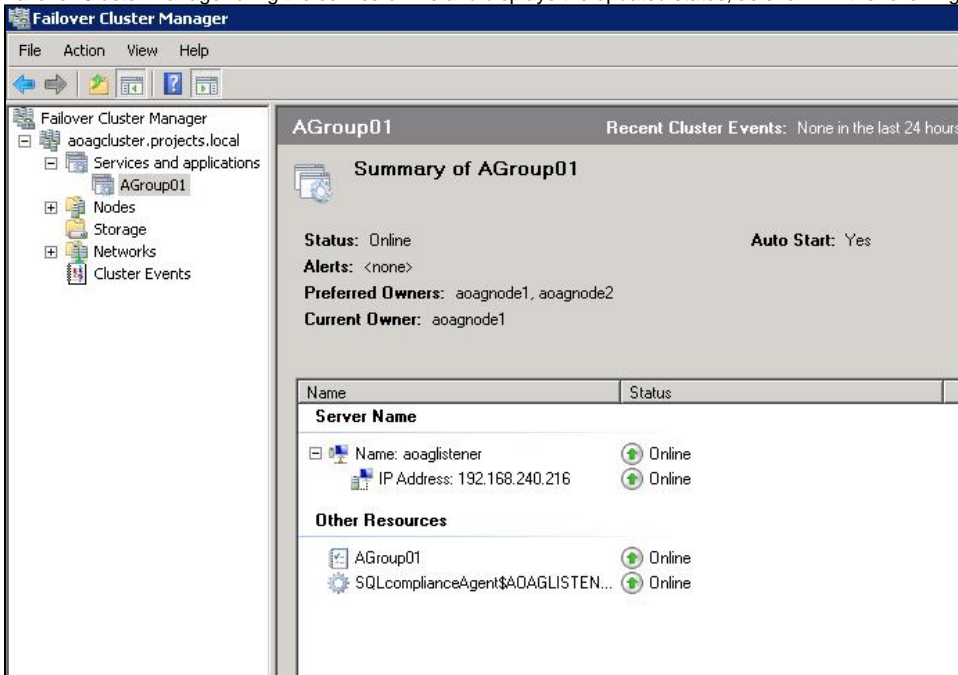 Failover Cluster Manager
File Action View Help
Failover Cluster Manager
aoagcluster.projects.local
Services and applications
AGroup01
Nodes
Storage
Networks
Cluster Events
AGroup01 Recent Cluster Events: None in the last 24 hours
Summary of AGroup01
Status: Online Auto Start: Yes
Alerts: <none>
Preferred Owners: aoagnode1, aoagnode2
Current Owner: aoagnode1
Name Status
Server Name
Name: aoaglistener Online
IP Address: 192.168.240.216 Online
Other Resources
AGroup01 Online
SQLcomplianceAgent$AOAGLISTEN... Online